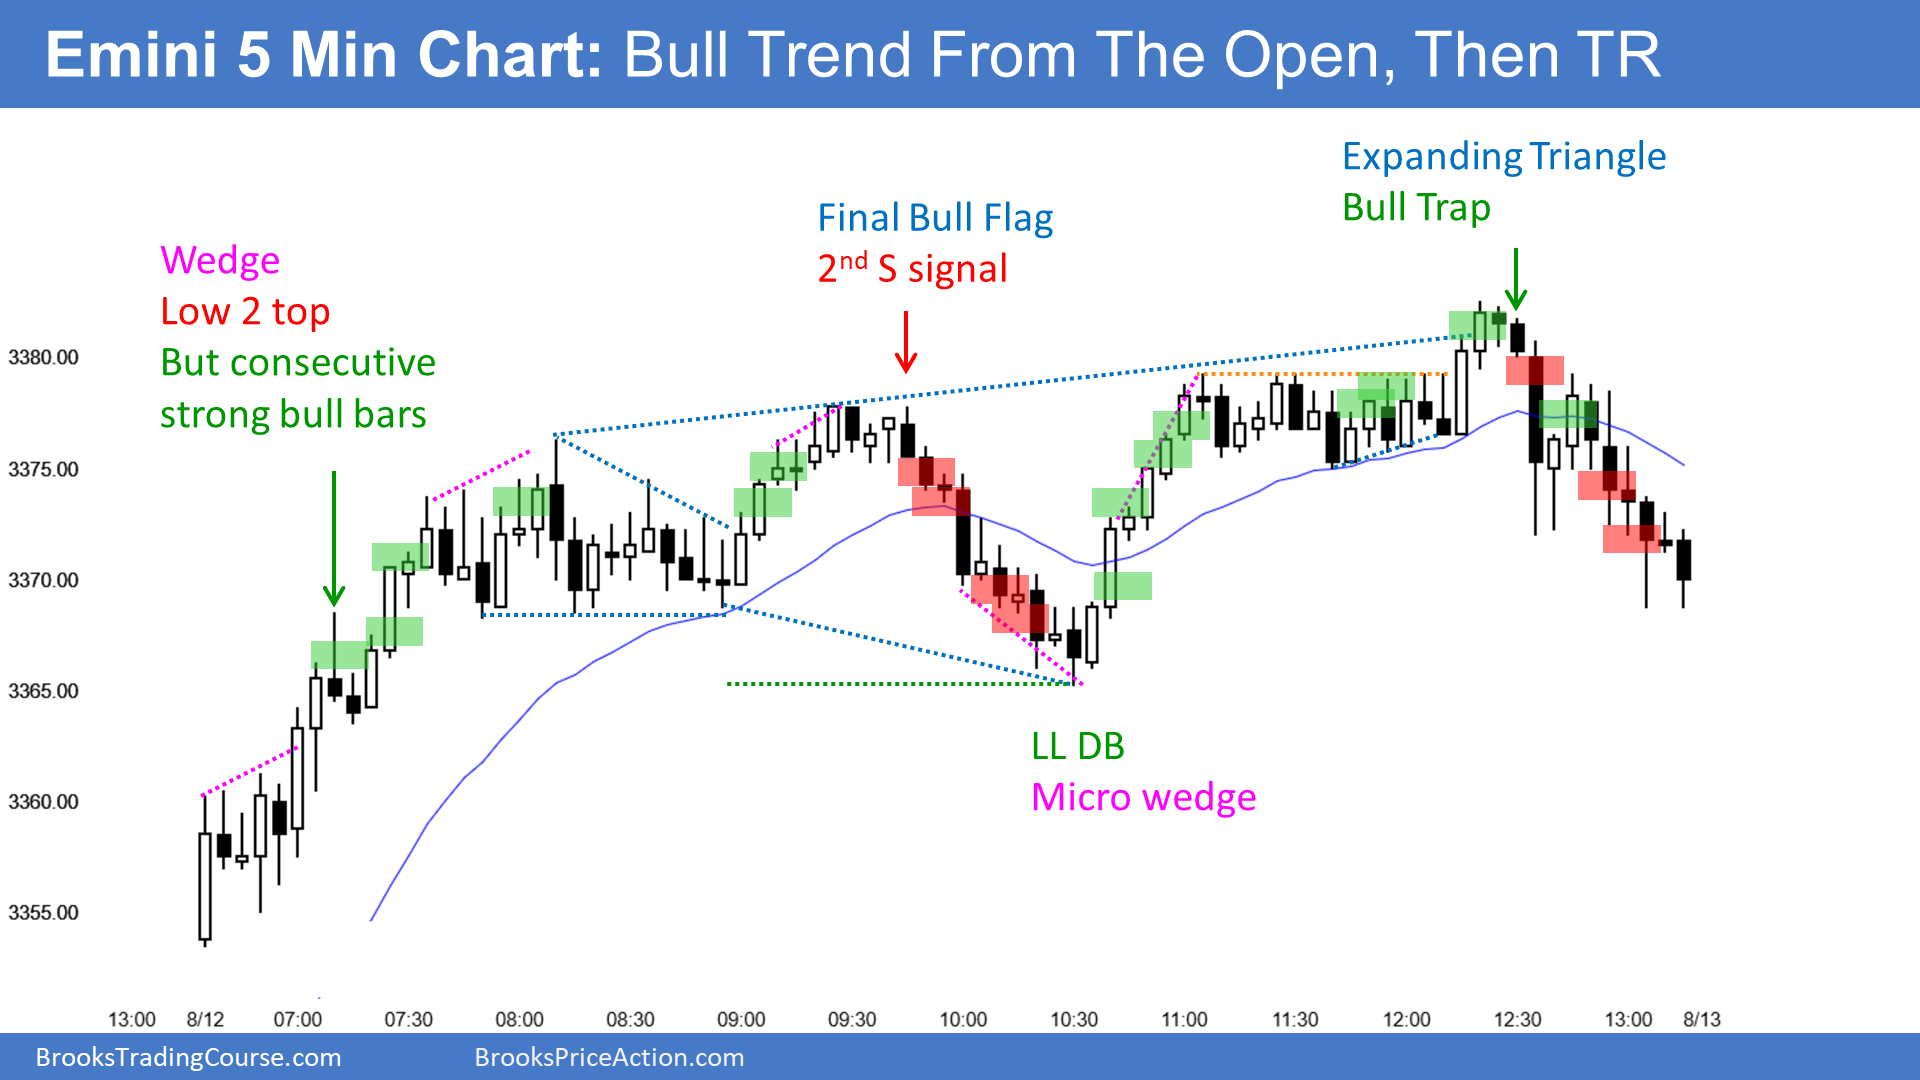 Emini 5 Min Chart: Bull Trend From The Open, Then TR
Expanding Triangle
Bull Trap
Final Bull Flag
2nd S signal
Wedge
Low 2 top
But consecutive
strong bull bars
3380.00
3375.00
3370.00
3365.00
3360.00
3355.00
LL DB
Micro wedge
13:00 8/12 07:00 07:30 08:00 08:30 09:00 09:30 10:00 10:30 11:00 11:30 12:00 12:30 13:00 8/13
BrooksTradingCourse.com BrooksPriceAction.com